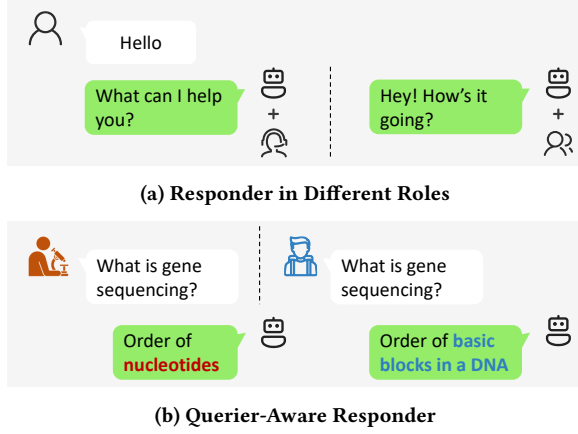 Hello
What can I help
you?
+
Hey! How's it
going?
+
(a) Responder in Different Roles
What is gene
sequencing?
What is gene
sequencing?
Order of
nucleotides
Order of basic
blocks in a DNA
(b) Querier-Aware Responder